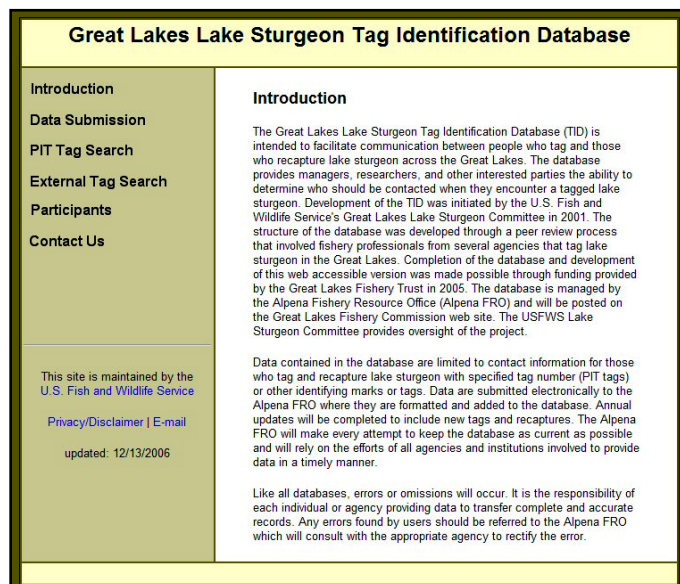 Great Lakes Lake Sturgeon Tag Identification Database
Introduction
Data Submission
PIT Tag Search
External Tag Search
Participants
Contact Us
This site is maintained by the
U.S. Fish and Wildlife Service
Privacy/Disclaimer | E-mail
updated: 12/13/2006
Introduction
The Great Lakes Lake Sturgeon Tag Identification Database (TID) is
intended to facilitate communication between people who tag and those
who recapture lake sturgeon across the Great Lakes. The database
provides managers, researchers, and other interested parties the ability to
determine who should be contacted when they encounter a tagged lake
sturgeon. Development of the TID was initiated by the U.S. Fish and
Wildlife Service's Great Lakes Lake Sturgeon Committee in 2001. The
structure of the database was developed through a peer review process
that involved fishery professionals from several agencies that tag lake
sturgeon in the Great Lakes. Completion of the database and development
of this web accessible version was made possible through funding provided
by the Great Lakes Fishery Trust in 2005. The database is managed by
the Alpena Fishery Resource Office (Alpena FRO) and will be posted on
the Great Lakes Fishery Commission web site. The USFWS Lake
Sturgeon Committee provides oversight of the project.
Data contained in the database are limited to contact information for those
who tag and recapture lake sturgeon with specified tag number (PIT tags)
or other identifying marks or tags. Data are submitted electronically to the
Alpena FRO where they are formatted and added to the database. Annual
updates will be completed to include new tags and recaptures. The Alpena
FRO will make every attempt to keep the database as current as possible
and will rely on the efforts of all agencies and institutions involved to provide
data in a timely manner.
Like all databases, errors or omissions will occur. It is the responsibility of
each individual or agency providing data to transfer complete and accurate
records. Any errors found by users should be referred to the Alpena FRO
which will consult with the appropriate agency to rectify the error.